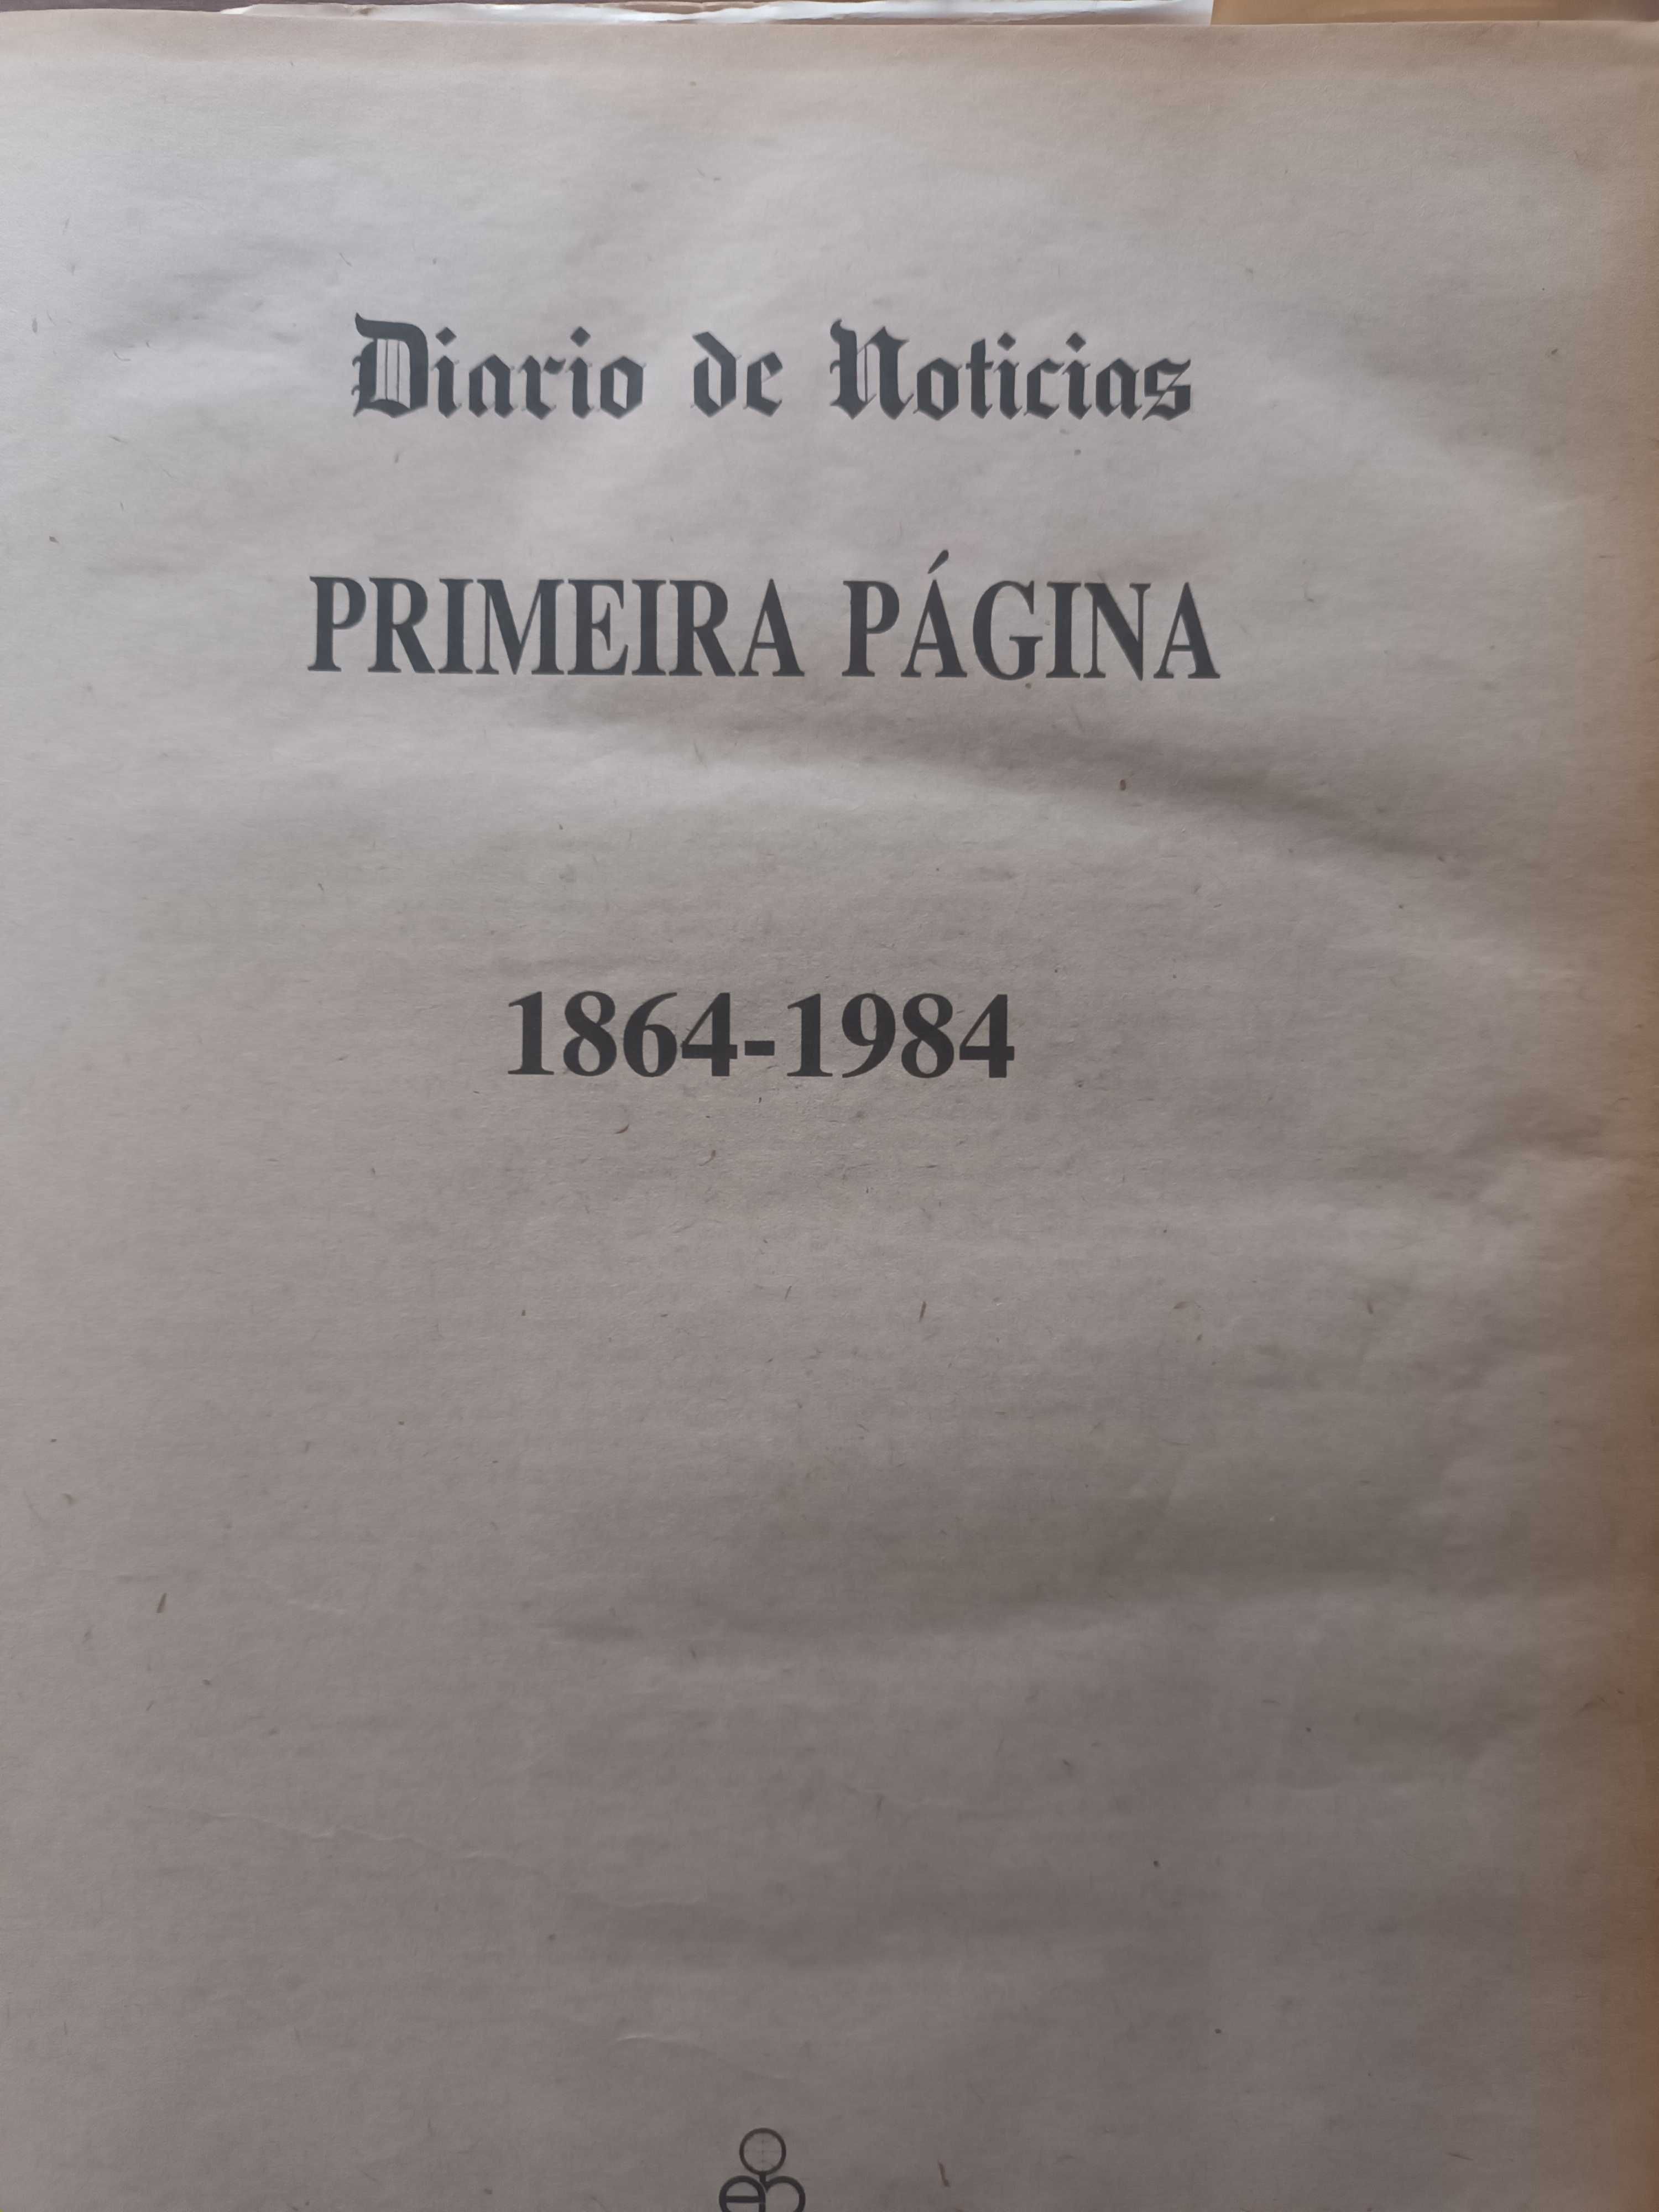 Diario de Noticias
PRIMEIRA PÁGINA
1864-1984